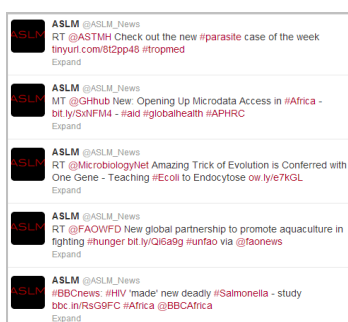 ASLM
ASLM @ASLM_News
RT @ASTMH Check out the new #parasite case of the week
tinyurl.com/8t2pp48 #tropmed
Expand
ASLM
ASLM @ASLM_News
MT @GHhub New: Opening Up Microdata Access in #Africa -
bit.ly/SxNFM4 - #aid #globalhealth #APHRC
Expand
ASLM
ASLM @ASLM_News
RT @MicrobiologyNet Amazing Trick of Evolution is Conferred with
One Gene - Teaching #Ecoli to Endocytose ow.ly/e7kGL
Expand
ASLM
ASLM @ASLM_News
RT @FAOWFD New global partnership to promote aquaculture in
fighting #hunger bit.ly/Qi6a9g #unfao via @faonews
Expand
ASLM
ASLM @ASLM_News
#BBCnews: #HIV 'made' new deadly #Salmonella - study
bbc.in/RsG9FC #Africa @BBCAfrica
Expand